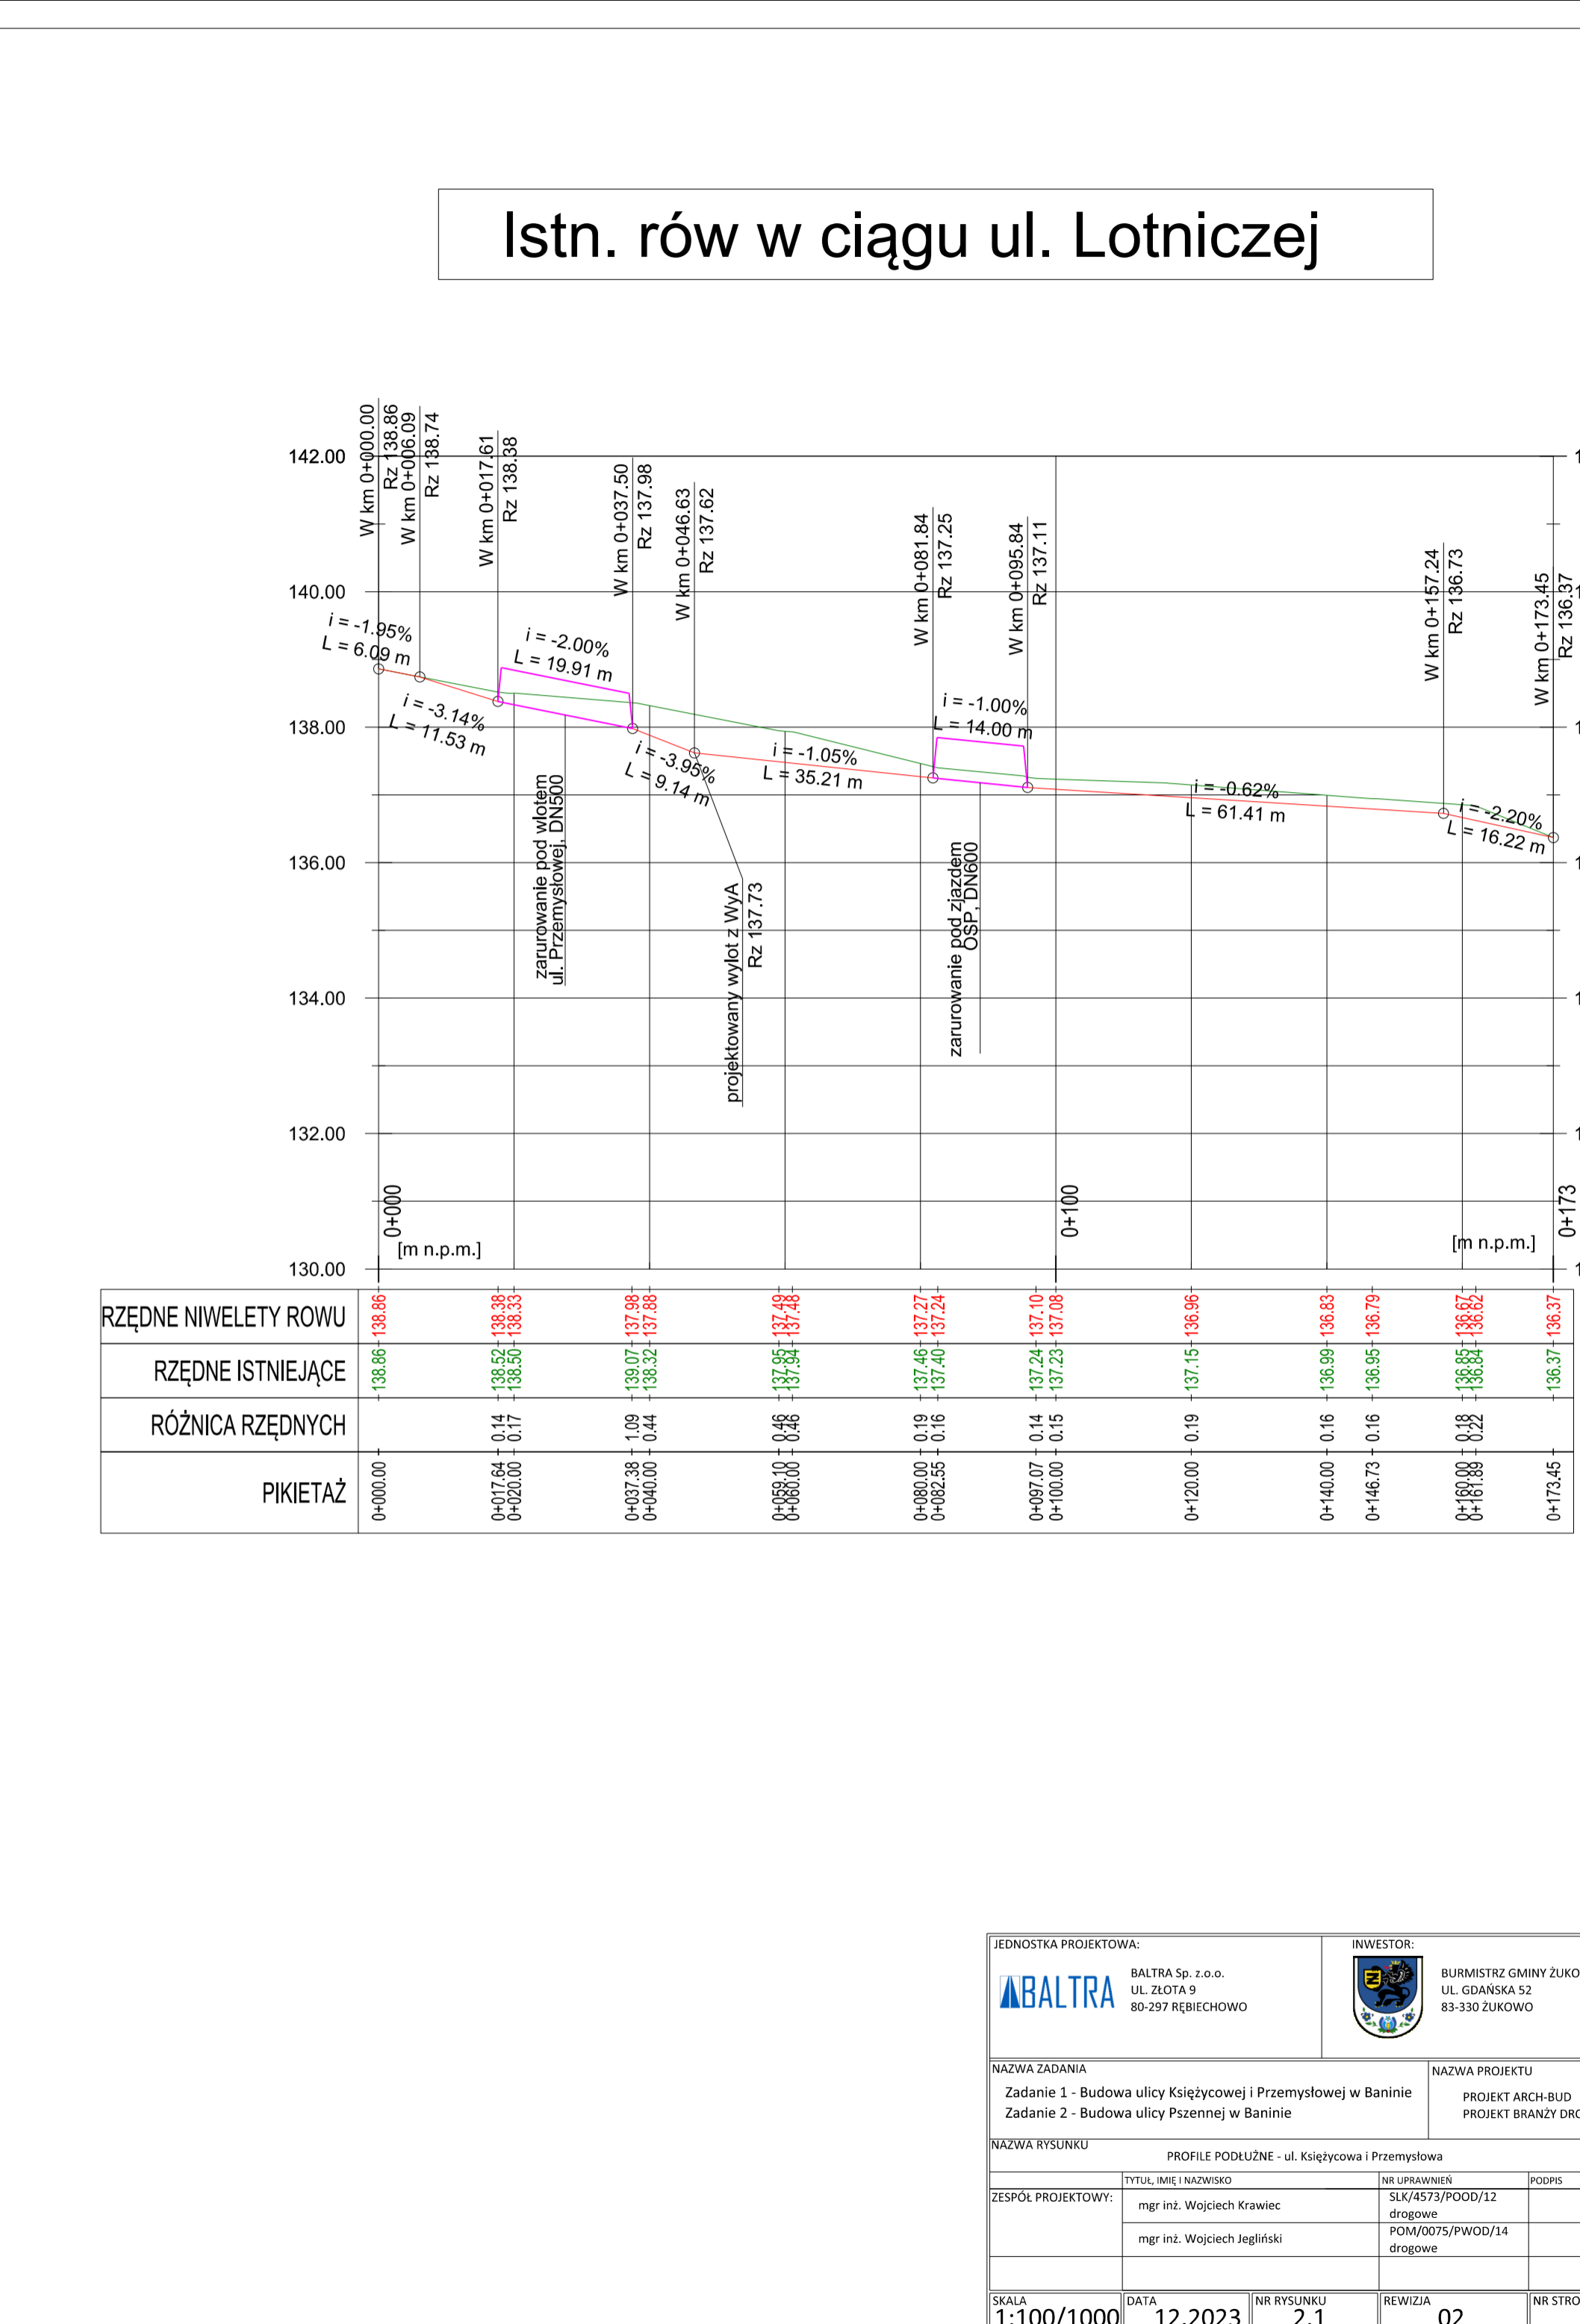 Istn. rów w ciągu ul. Lotniczej
W km 0+000.00
Rz 138.86
W km 0+006.09
Rz 138.74
W km 0+017.61
Rz 138.38
W km 0+037.50
Rz 137.98
W km 0+046.63
Rz 137.62
W km 0+081.84
Rz 137.25
W km 0+095.84
Rz 137.11
W km 0+157.24
Rz 136.73
W km 0+173.45
Rz 136.37
142.00
140.00
138.00
136.00
134.00
132.00
130.00
i = -1.95%
L = 6.09 m
i = -3.14%
L = 11.53 m
i = -2.00%
L = 19.91 m
i = -3.95%
L = 9.14 m
i = -1.05%
L = 35.21 m
i = -1.00%
L = 14.00 m
i = -0.62%
L = 61.41 m
i = -2.20%
L = 16.22 m
zarurowanie pod wlotem
ul. Przemysłowej, DN500
projektowany wylot z WyA
Rz 137.73
zarurowanie pod zjazdem
OSP, DN600
0+000
0+100
0+173
[m n.p.m.]
[m n.p.m.]
RZĘDNE NIWELETY ROWU 138.86 138.38 138.33 137.98 137.88 137.49 137.48 137.27 137.24 137.10 137.08 136.96 136.83 136.79 136.67 136.62 136.37
RZĘDNE ISTNIEJĄCE 138.86 138.52 138.50 139.07 138.32 137.95 137.94 137.46 137.40 137.24 137.23 137.15 136.99 136.95 136.85 136.84 136.37
RÓŻNICA RZĘDNYCH 0.14 0.17 1.09 0.44 0.46 0.46 0.19 0.16 0.14 0.15 0.19 0.16 0.16 0.18 0.22
PIKIETAŻ 0+000.00 0+017.64 0+020.00 0+037.38 0+040.00 0+059.10 0+060.00 0+080.00 0+082.55 0+097.07 0+100.00 0+120.00 0+140.00 0+146.73 0+160.00 0+161.89 0+173.45
JEDNOSTKA PROJEKTOWA:
BALTRA
BALTRA Sp. z.o.o.
UL. ZŁOTA 9
80-297 RĘBIECHOWO
INWESTOR:
BURMISTRZ GMINY ŻUKO
UL. GDAŃSKA 52
83-330 ŻUKOWO
NAZWA ZADANIA
Zadanie 1 - Budowa ulicy Księżycowej i Przemysłowej w Baninie
Zadanie 2 - Budowa ulicy Pszennej w Baninie
NAZWA PROJEKTU
PROJEKT ARCH-BUD
PROJEKT BRANŻY DRO
NAZWA RYSUNKU
PROFILE PODŁUŻNE - ul. Księżycowa i Przemysłowa
TYTUŁ, IMIĘ I NAZWISKO NR UPRAWNIEŃ PODPIS
ZESPÓŁ PROJEKTOWY:
mgr inż. Wojciech Krawiec
SLK/4573/POOD/12
drogowe
mgr inż. Wojciech Jegliński
POM/0075/PWOD/14
drogowe
SKALA DATA NR RYSUNKU REWIZJA NR STRO
1:100/1000 12.2023 2.1 02